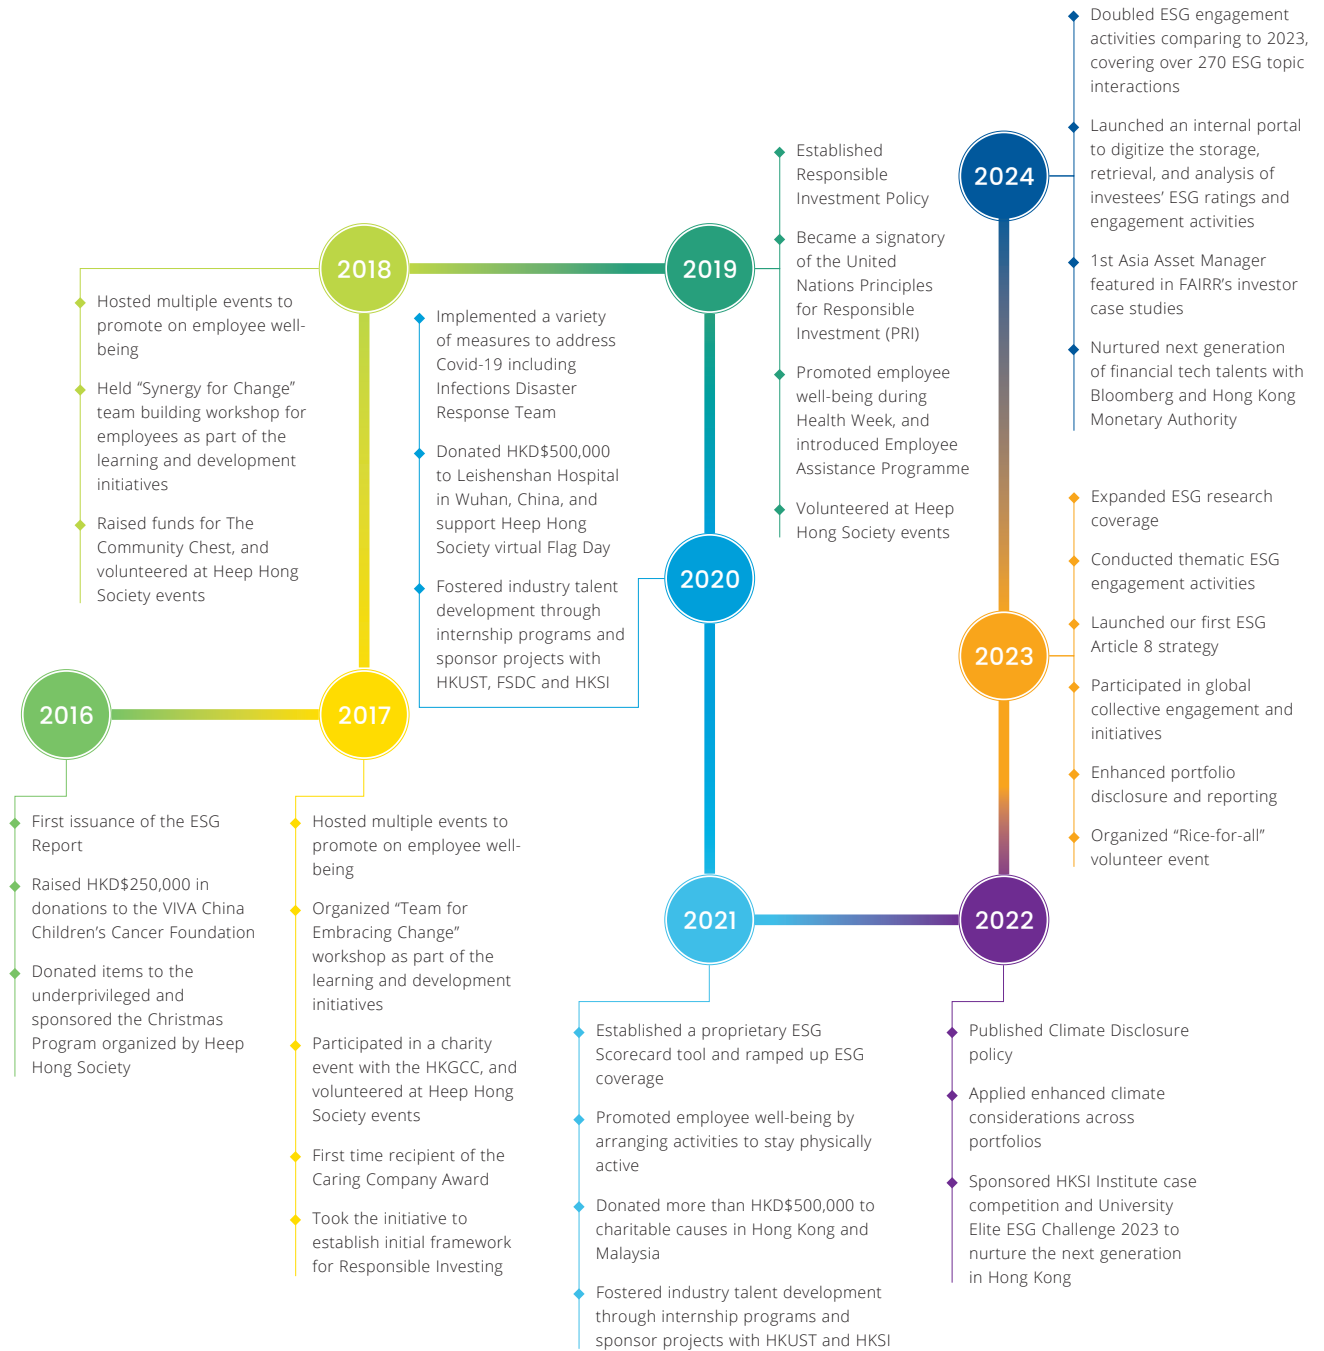 2016
First issuance of the ESG
Report
Raised HKD$250,000 in
donations to the VIVA China
Children's Cancer Foundation
Donated items to the
underprivileged and
sponsored the Christmas
Program organized by Heep
Hong Society
2017
Hosted multiple events to
promote on employee well-
being
Organized “Team for
Embracing Change”
workshop as part of the
learning and development
initiatives
Participated in a charity
event with the HKGCC, and
volunteered at Heep Hong
Society events
First time recipient of the
Caring Company Award
Took the initiative to
establish initial framework
for Responsible Investing
2018
Hosted multiple events to
promote on employee well-
being
Held “Synergy for Change”
team building workshop for
employees as part of the
learning and development
initiatives
Raised funds for The
Community Chest, and
volunteered at Heep Hong
Society events
2019
Established
Responsible
Investment Policy
Became a signatory
of the United
Nations Principles
for Responsible
Investment (PRI)
Promoted employee
well-being during
Health Week, and
introduced Employee
Assistance Programme
Volunteered at Heep
Hong Society events
2020
Implemented a variety
of measures to address
Covid-19 including
Infections Disaster
Response Team
Donated HKD$500,000
to Leishenshan Hospital
in Wuhan, China, and
support Heep Hong
Society virtual Flag Day
Fostered industry talent
development through
internship programs and
sponsor projects with
HKUST, FSDC and HKSI
2021
Established a proprietary ESG
Scorecard tool and ramped up ESG
coverage
Promoted employee well-being by
arranging activities to stay physically
active
Donated more than HKD$500,000 to
charitable causes in Hong Kong and
Malaysia
Fostered industry talent development
through internship programs and
sponsor projects with HKUST and HKSI
2022
Published Climate Disclosure
policy
Applied enhanced climate
considerations across
portfolios
Sponsored HKSI Institute case
competition and University
Elite ESG Challenge 2023 to
nurture the next generation
in Hong Kong
2023
Expanded ESG research
coverage
Conducted thematic ESG
engagement activities
Launched our first ESG
Article 8 strategy
Participated in global
collective engagement and
initiatives
Enhanced portfolio
disclosure and reporting
Organized “Rice-for-all”
volunteer event
2024
Doubled ESG engagement
activities comparing to 2023,
covering over 270 ESG topic
interactions
Launched an internal portal
to digitize the storage,
retrieval, and analysis of
investees’ ESG ratings and
engagement activities
1st Asia Asset Manager
featured in FAIRR’s investor
case studies
Nurtured next generation
of financial tech talents with
Bloomberg and Hong Kong
Monetary Authority